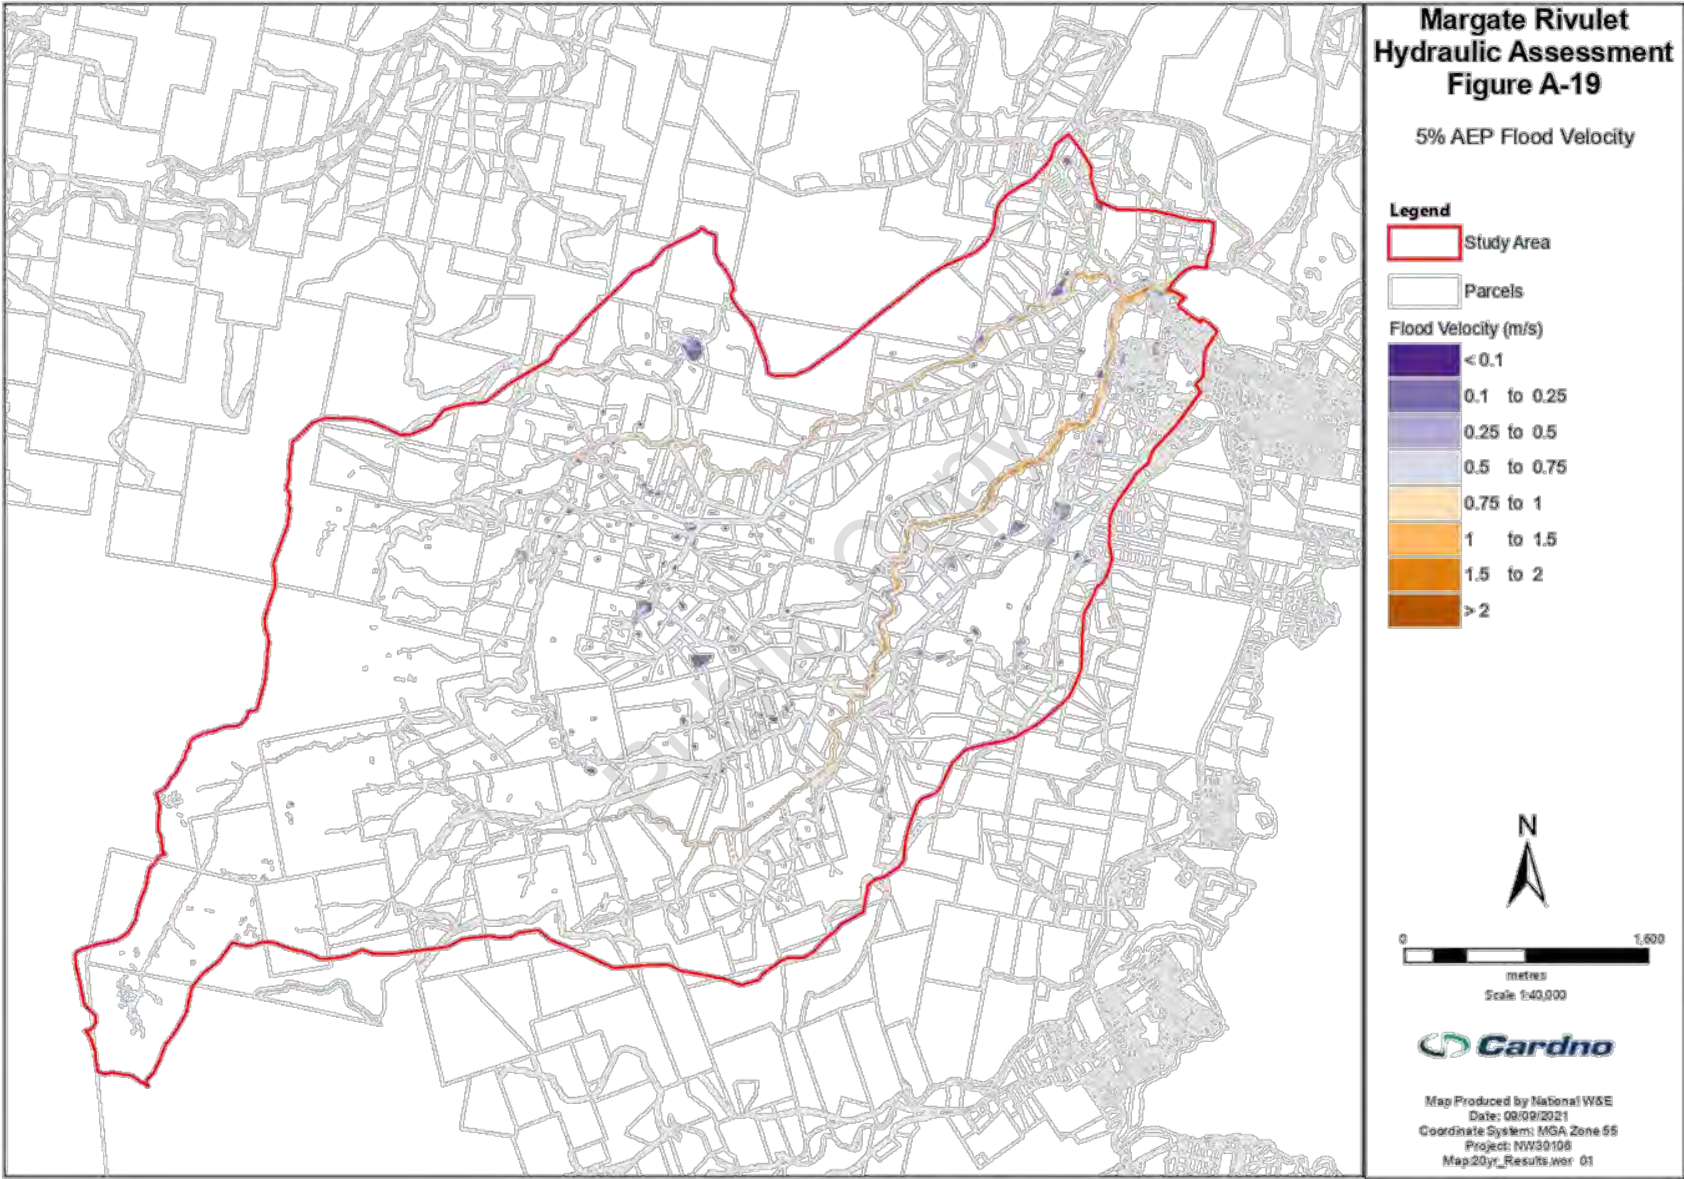 Margate Rivulet
Hydraulic Assessment
Figure A-19
5% AEP Flood Velocity
Legend
Study Area
Parcels
Flood Velocity (m/s)
< 0.1
0.1 to 0.25
0.25 to 0.5
0.5 to 0.75
0.75 to 1
1 to 1.5
1.5 to 2
> 2
Public Copy
N
0 1,600
metres
Scale 1:40,000
Cardno
Map Produced by National W&E
Date: 09/09/2021
Coordinate System: MGA Zone 55
Project: NW30106
Map:20yr_Results.wor 01